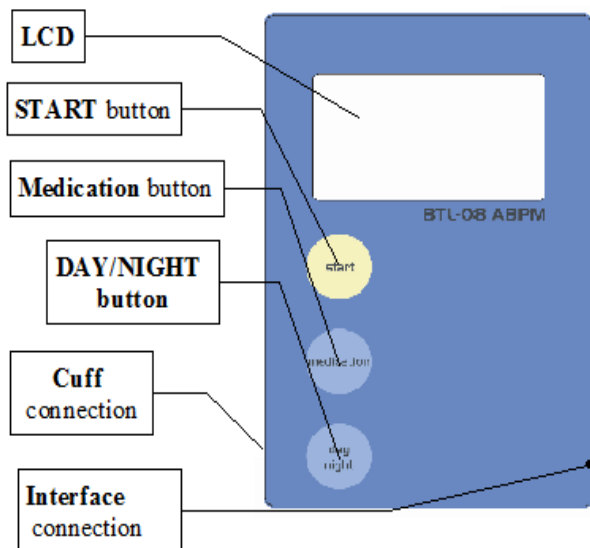 LCD
START button
Medication button
DAY/NIGHT
button
Cuff
connection
Interface
connection
BTL-08 ABPM
start
medication
day
night